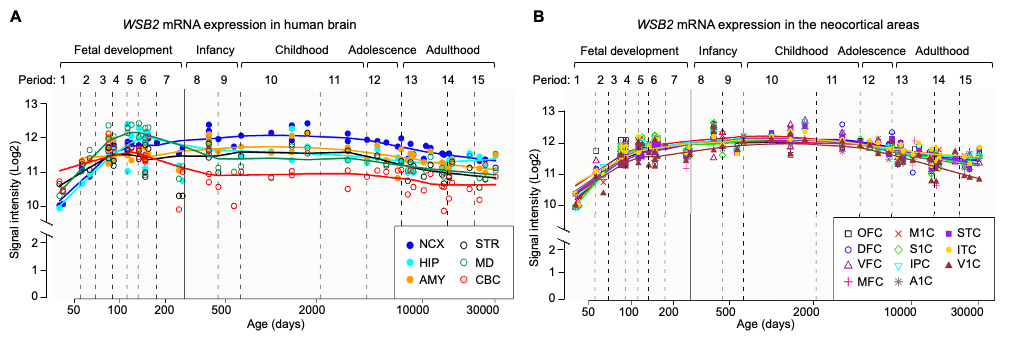 A
WSB2 mRNA expression in human brain
Fetal development Infancy Childhood Adolescence Adulthood
Period: 1 2 3 4 5 6 7 8 9 10 11 12 13 14 15
Signal intensity (Log2)
13
12
11
10
2
1
0
NCX STR
HIP MD
AMY CBC
50 100 200 500 2000 10000 30000
Age (days)
B
WSB2 mRNA expression in the neocortical areas
Fetal development Infancy Childhood Adolescence Adulthood
Period: 1 2 3 4 5 6 7 8 9 10 11 12 13 14 15
Signal intensity (Log2)
13
12
11
10
2
1
0
OFC M1C STC
DFC S1C ITC
VFC IPC V1C
MFC A1C
50 100 200 500 2000 10000 30000
Age (days)